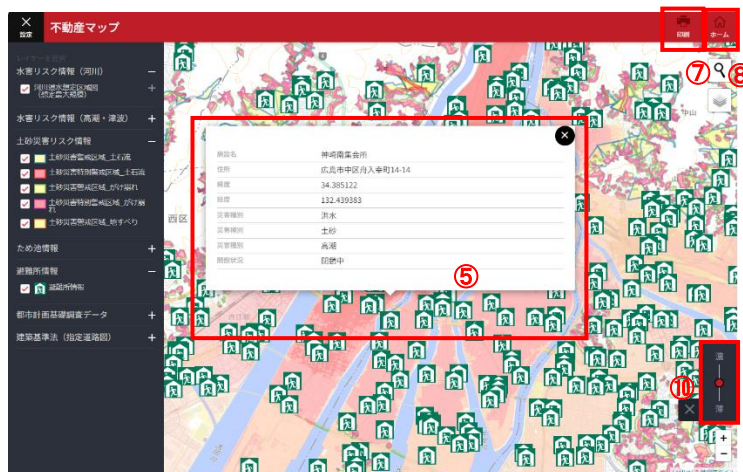 設定
不動産マップ
印刷
ホーム
⑦
⑧
水害リスク情報（河川）
河川浸水想定区域図
（想定最大規模）
水害リスク情報（高潮・津波）
土砂災害リスク情報
土砂災害警戒区域_土石流
土砂災害特別警戒区域_土石流
土砂災害警戒区域_がけ崩れ
土砂災害特別警戒区域_がけ崩
れ
土砂災害警戒区域_地すべり
ため池情報
避難所情報
避難所情報
都市計画基礎調査データ
建築基準法（指定道路図）
西区
中山
施設名 神崎南集会所
住所 広島市中区舟入幸町14-14
緯度 34.385122
経度 132.439383
災害種別 洪水
災害種別 土砂
災害種別 高潮
開設状況 閉鎖中
⑤
⑩
濃
薄